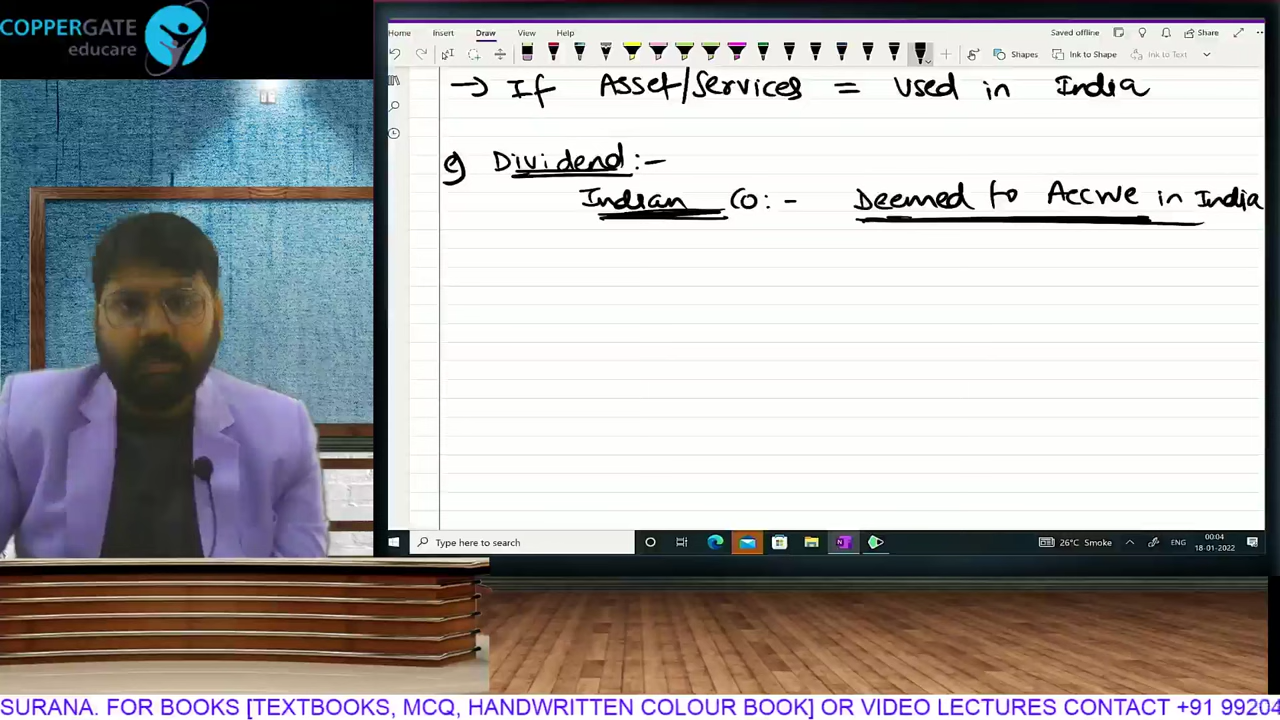 COPPERGATE
educare
Home Insert Draw View Help
Saved offline
Share
Shapes
Ink to Shape
Ink to Text
→ If Asset/Services = used in India
g) Dividend :-
Indian Co :- Deemed to Accrue in India
Type here to search
26°C Smoke
ENG
00:04
18-01-2022
SURANA. FOR BOOKS [TEXTBOOKS, MCQ, HANDWRITTEN COLOUR BOOK] OR VIDEO LECTURES CONTACT +91 99204